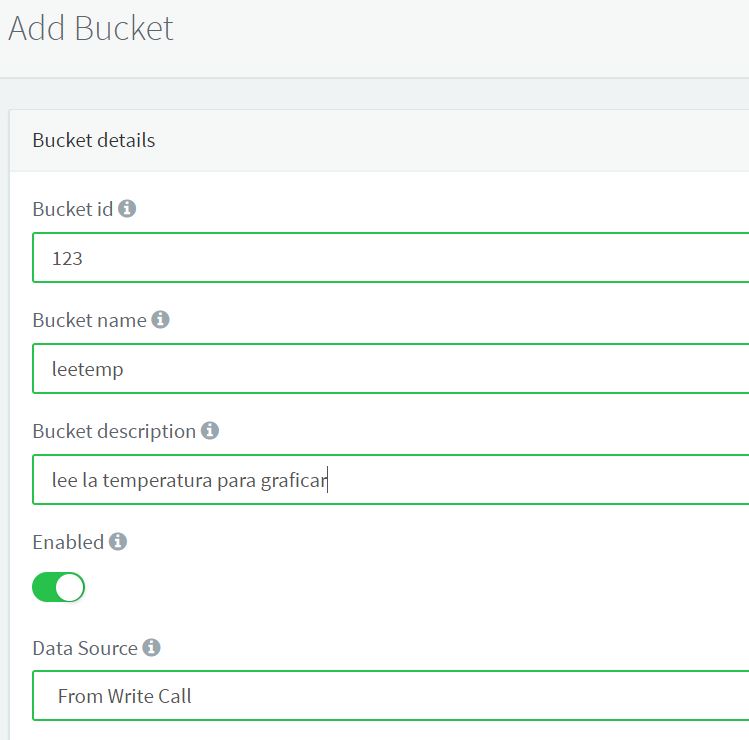 Add Bucket
Bucket details
Bucket id
123
Bucket name
leetemp
Bucket description
lee la temperatura para graficar
Enabled
Data Source
From Write Call